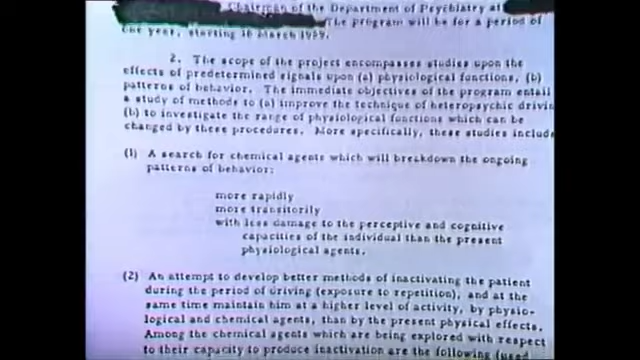 Chairman of the Department of Psychiatry at
The program will be for a period of
one year, starting 18 March 1957.
2. The scope of the project encompasses studies upon the
effects of predetermined signals upon (a) physiological functions, (b)
patterns of behavior. The immediate objectives of the program entail
a study of methods to (a) improve the technique of heteropsychic drivin
(b) to investigate the range of physiological functions which can be
changed by these procedures. More specifically, these studies include
(1) A search for chemical agents which will breakdown the ongoing
patterns of behavior:
more rapidly
more transitorily
with less damage to the perceptive and cognitive
capacities of the individual than the present
physiological agents.
(2) An attempt to develop better methods of inactivating the patient
during the period of driving (exposure to repetition), and at the
same time maintain him at a higher level of activity, by physio-
logical and chemical agents, than by the present physical effects.
Among the chemical agents which are being explored with respect
to their capacity to produce inactivation are the following (used